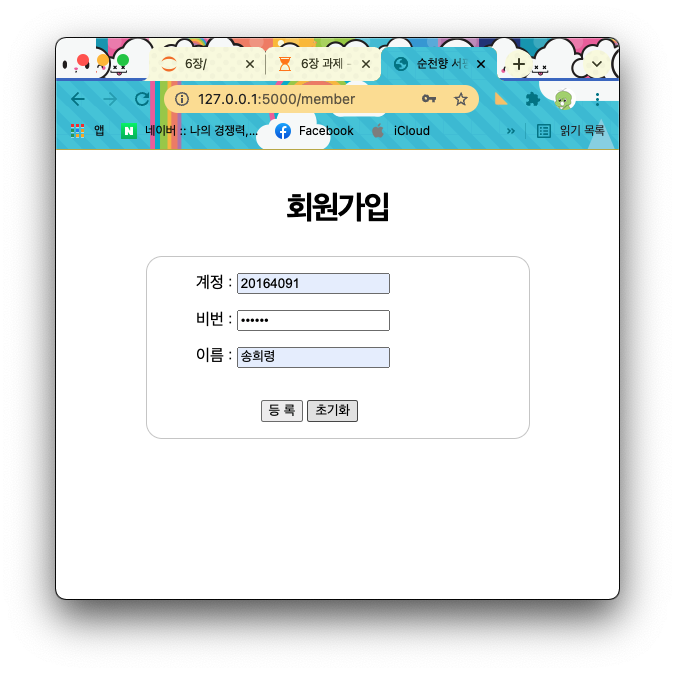 6장/ 6장 과제 - 순천향 서
127.0.0.1:5000/member
앱 네이버 :: 나의 경쟁력,... Facebook iCloud » 읽기 목록
회원가입
계정 : 20164091
비번 : ••••••
이름 : 송희령
등 록 초기화